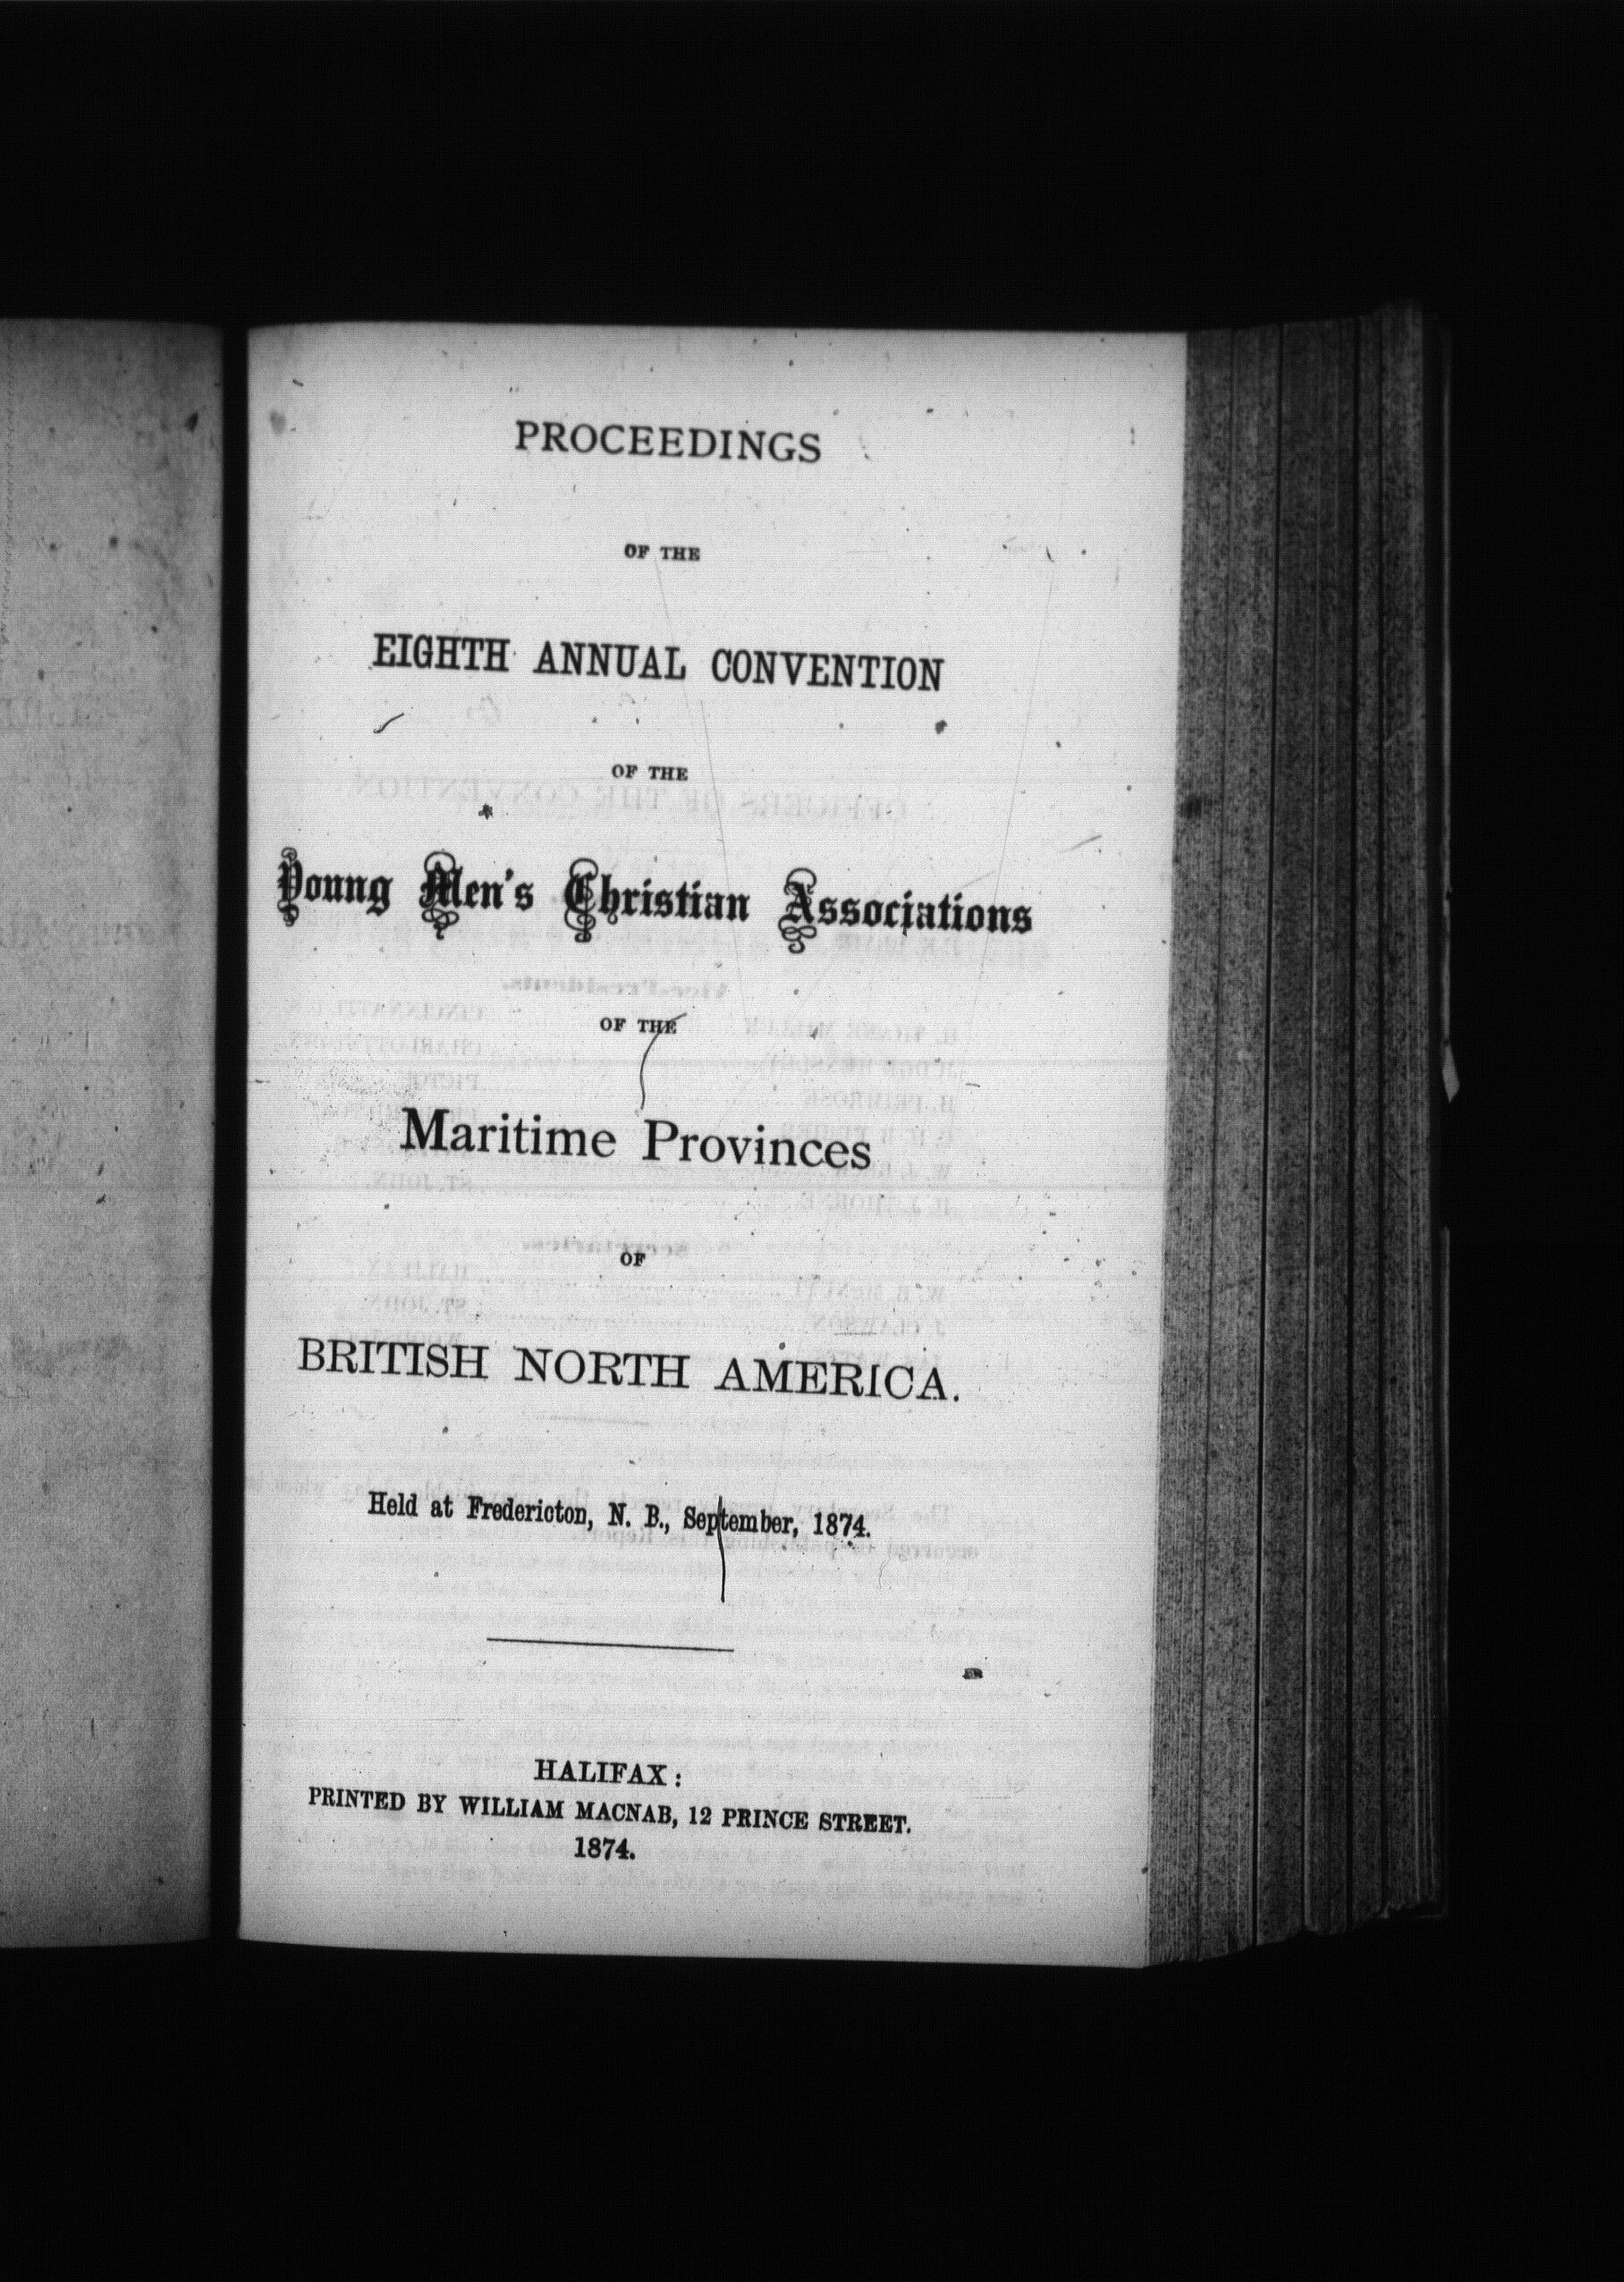 PROCEEDINGS
OF THE
EIGHTH ANNUAL CONVENTION
OF THE
Young Men's Christian Associations
OF THE
Maritime Provinces
OF
BRITISH NORTH AMERICA.
Held at Fredericton, N. B., September, 1874.
HALIFAX:
PRINTED BY WILLIAM MACNAB, 12 PRINCE STREET.
1874.